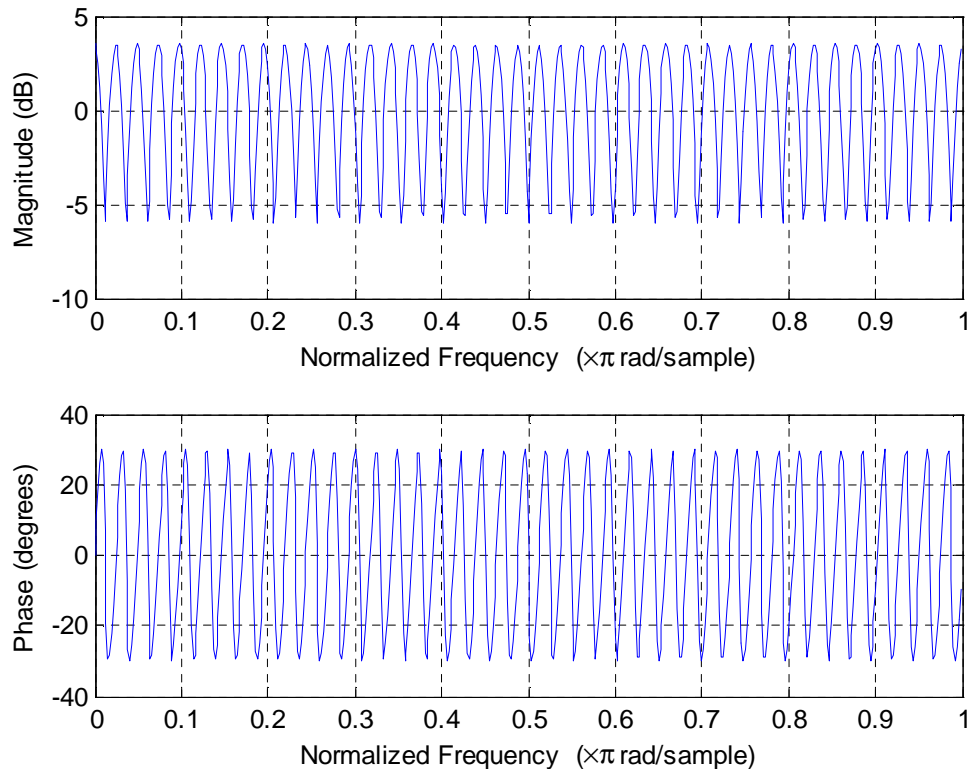 5
0
-5
-10
Magnitude (dB)
0 0.1 0.2 0.3 0.4 0.5 0.6 0.7 0.8 0.9 1
Normalized Frequency (×π rad/sample)
40
20
0
-20
-40
Phase (degrees)
0 0.1 0.2 0.3 0.4 0.5 0.6 0.7 0.8 0.9 1
Normalized Frequency (×π rad/sample)